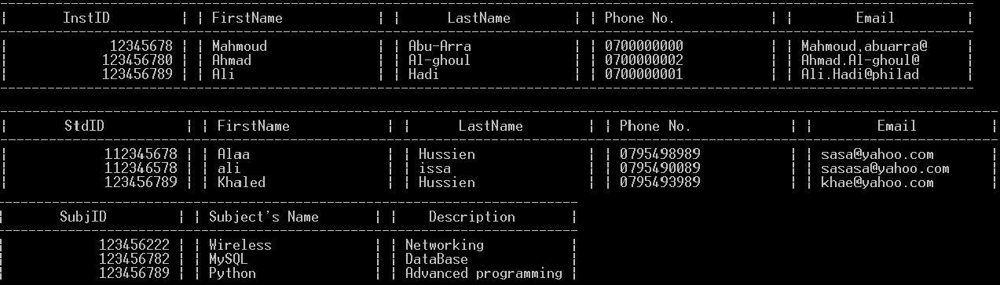 InstID | | FirstName | | LastName | | Phone No. | | Email
12345678 | | Mahmoud | | Abu-Arra | | 0700000000 | | Mahmoud,abuarra@
123456780 | | Ahmad | | Al-ghoul | | 0700000002 | | Ahmad.Al-ghoul@
123456789 | | Ali | | Hadi | | 0700000001 | | Ali.Hadi@philad
StdID | | FirstName | | LastName | | Phone No. | | Email
112345678 | | Alaa | | Hussien | | 0795498989 | | sasa@yahoo.com
112346578 | | ali | | issa | | 0795490089 | | sasasa@yahoo.com
123456789 | | Khaled | | Hussien | | 0795493989 | | khae@yahoo.com
SubjID | | Subject's Name | | Description
123456222 | | Wireless | | Networking
123456782 | | MySQL | | DataBase
123456789 | | Python | | Advanced programming